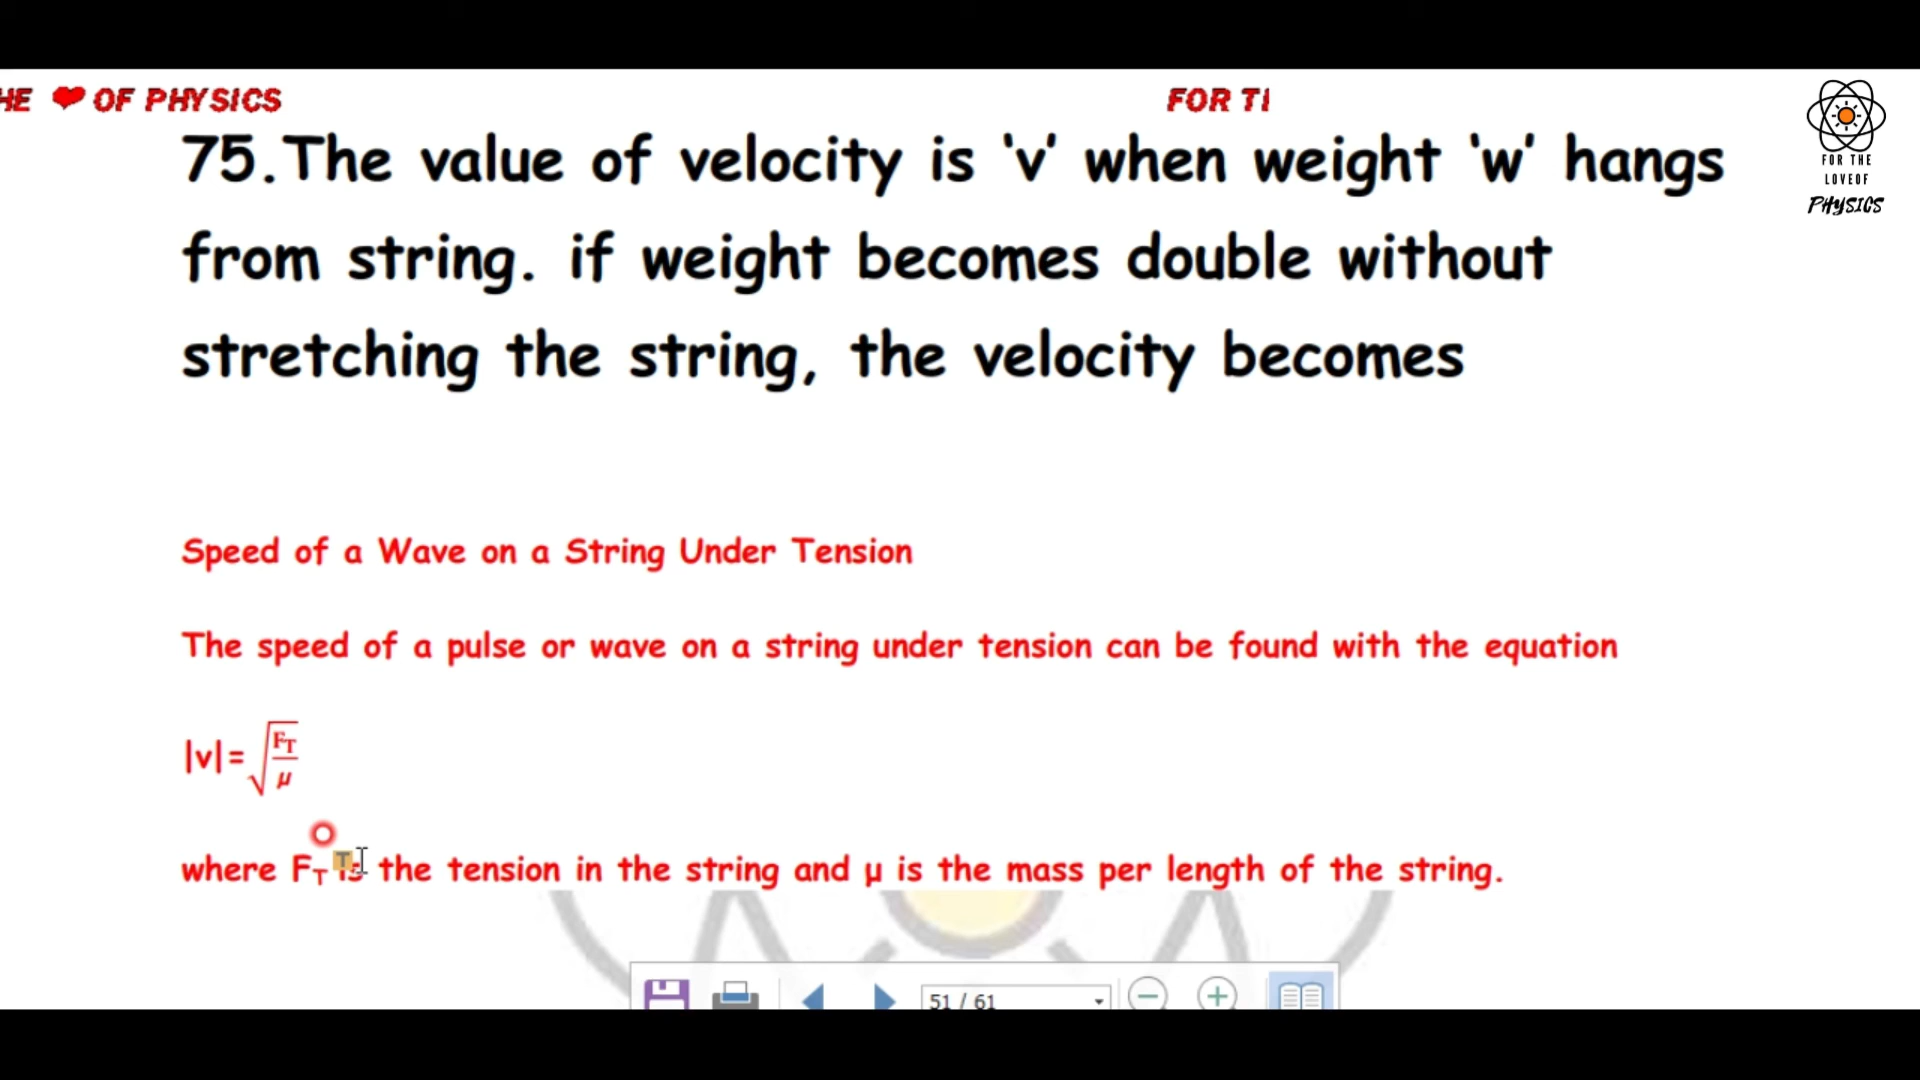 HE ❤ OF PHYSICS
FOR TI
FOR THE
LOVEOF
PHYSICS
75.The value of velocity is ‘v’ when weight ‘w’ hangs
from string. if weight becomes double without
stretching the string, the velocity becomes
Speed of a Wave on a String Under Tension
The speed of a pulse or wave on a string under tension can be found with the equation
|v|=√(F_T/μ)
where F_T is the tension in the string and μ is the mass per length of the string.
T
51 / 61